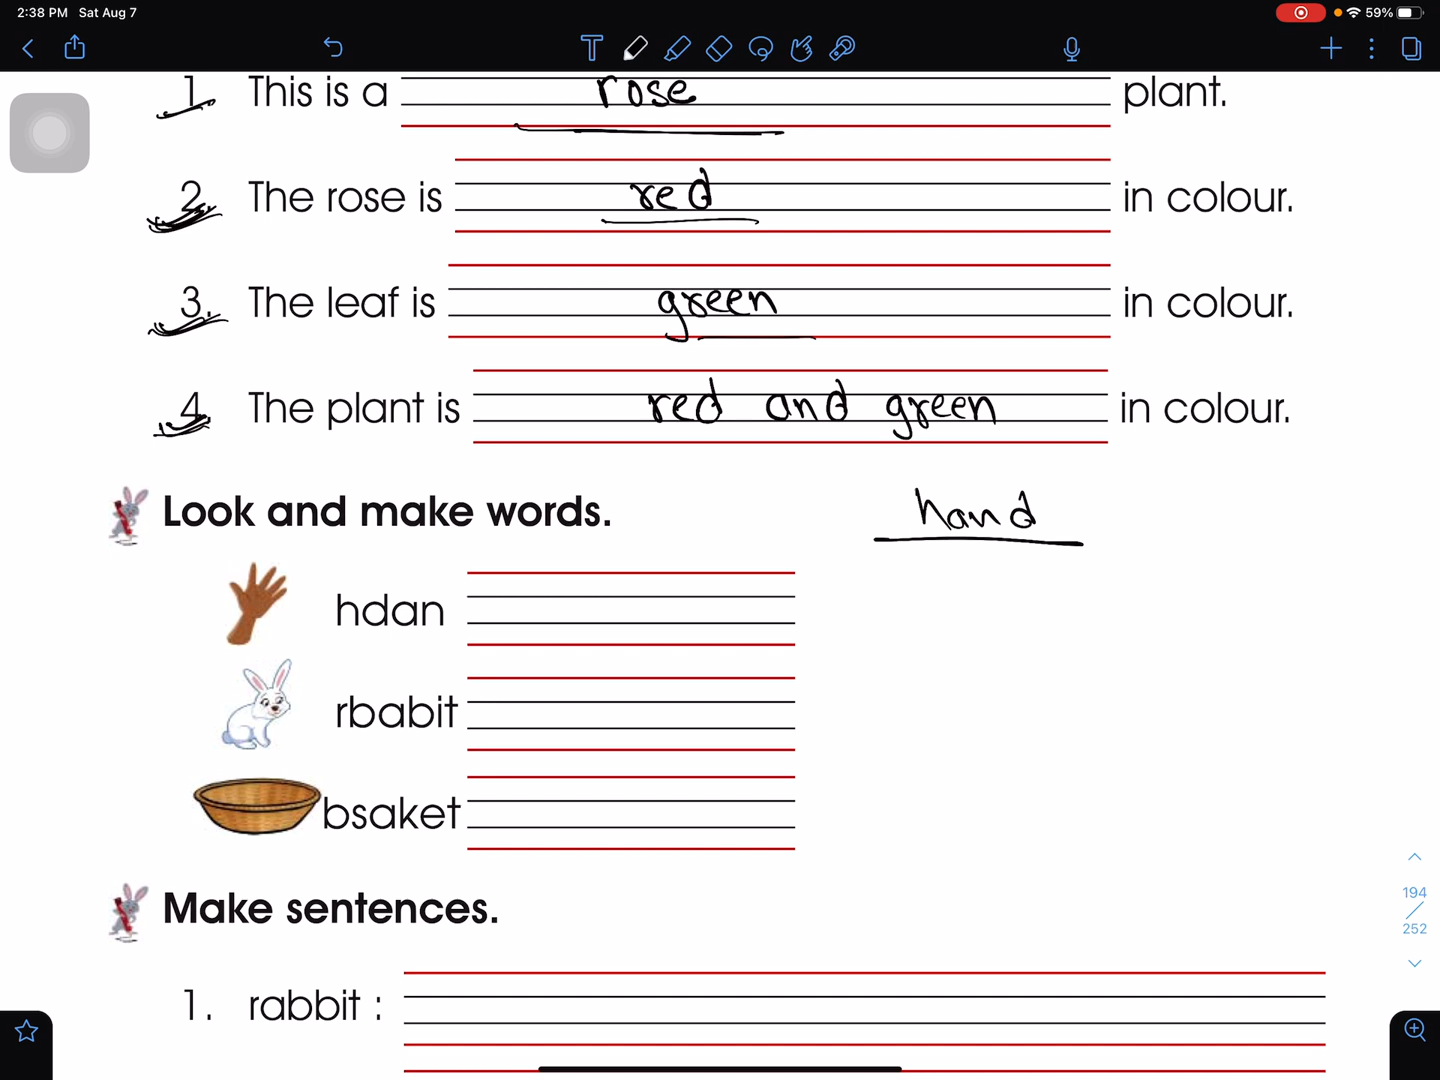 2:38 PM Sat Aug 7
59%
1. This is a rose plant.
2. The rose is red in colour.
3. The leaf is green in colour.
4. The plant is red and green in colour.
Look and make words.
hand
hdan
rbabit
bsaket
194
252
Make sentences.
1. rabbit :